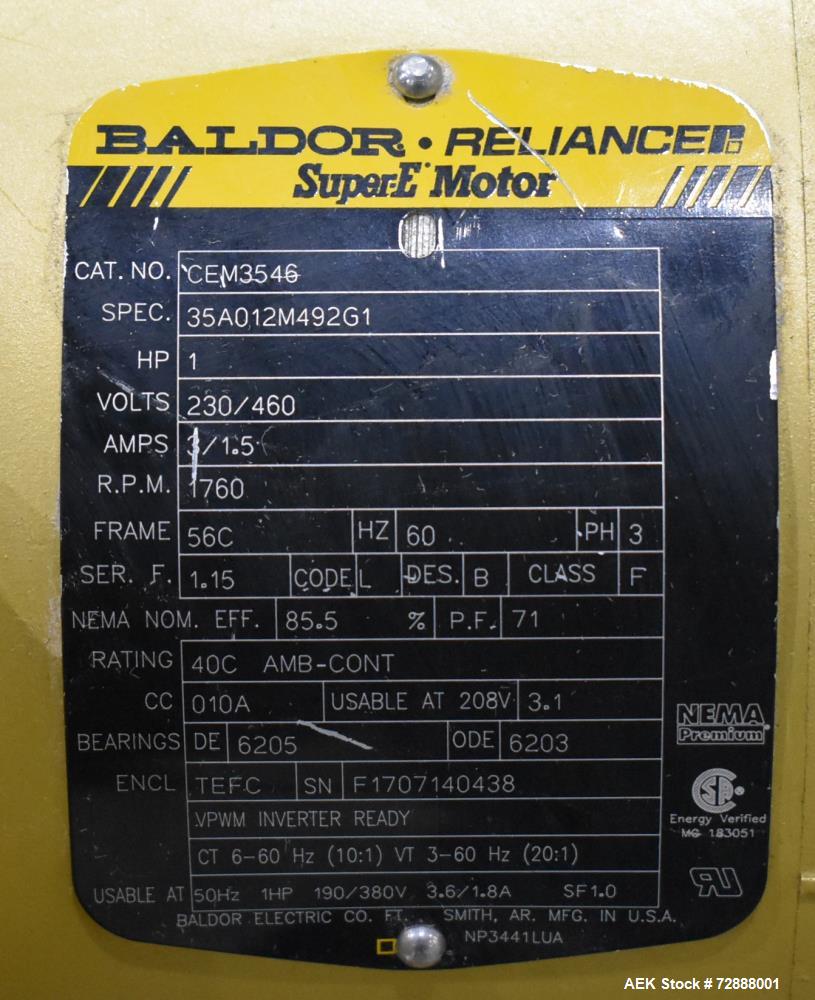 BALDOR • RELIANCE
Super-E Motor
CAT. NO. CEM3546
SPEC. 35A012M492G1
HP 1
VOLTS 230/460
AMPS 3/1.5
R.P.M. 1760
FRAME 56C HZ 60 PH 3
SER. F. 1.15 CODE L DES. B CLASS F
NEMA NOM. EFF. 85.5 % P.F. 71
RATING 40C AMB-CONT
CC 010A USABLE AT 208V 3.1
BEARINGS DE 6205 ODE 6203
ENCL TEFC SN F1707140438
VPWM INVERTER READY
CT 6-60 Hz (10:1) VT 3-60 Hz (20:1)
USABLE AT 50Hz 1HP 190/380V 3.6/1.8A SF1.0
BALDOR ELECTRIC CO. FT. SMITH, AR. MFG. IN U.S.A.
NP3441LUA
NEMA
Premium
Energy Verified
MG 183051
AEK Stock # 72888001